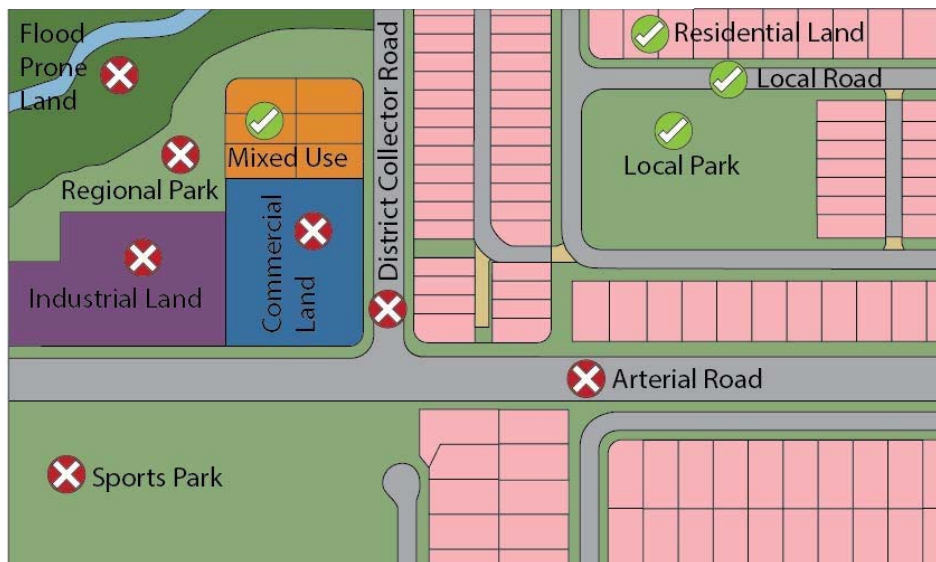 Flood
Prone
Land
Regional Park
Industrial Land
Mixed Use
Commercial
Land
District Collector Road
Residential Land
Local Road
Local Park
Arterial Road
Sports Park